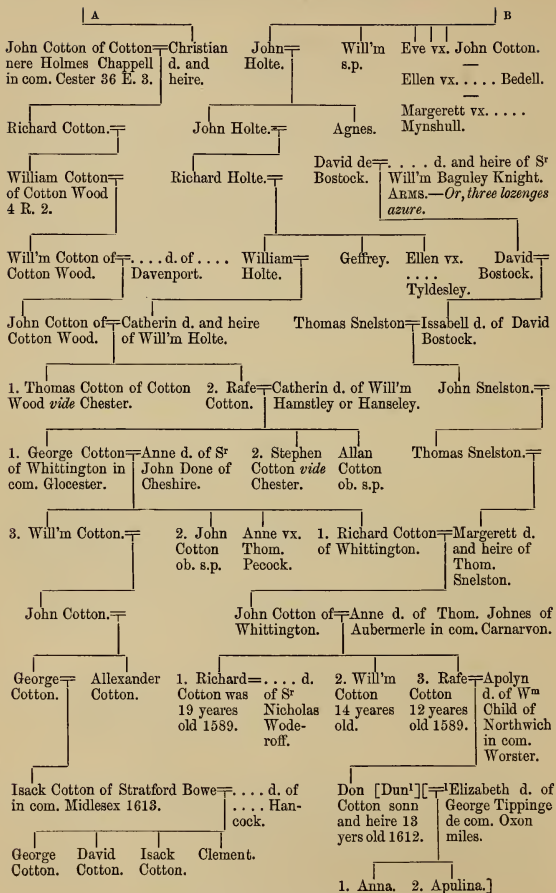 A B
John Cotton of Cotton Christian John Will'm Eve vx. John Cotton.
nere Holmes Chappell d. and Holte. s.p. —
in com. Cester 36 E. 3. heire. Ellen vx. . . . . . Bedell.
—
Margerett vx. . . . . .
Richard Cotton. John Holte. Agnes. Mynshull.
David de . . . . d. and heire of Sr
William Cotton Richard Holte. Bostock. Will'm Baguley Knight.
of Cotton Wood ARMS.—Or, three lozenges
4 R. 2. azure.
Will'm Cotton of . . . . d. of . . . . William Geffrey. Ellen vx. David
Cotton Wood. Davenport. Holte. . . . . Bostock.
Tyldesley.
John Cotton of Catherin d. and heire Thomas Snelston Issabell d. of David
Cotton Wood. of Will'm Holte. Bostock.
1. Thomas Cotton of Cotton 2. Rafe Catherin d. of Will'm John Snelston.
Wood vide Chester. Cotton. Hamstley or Hanseley.
1. George Cotton Anne d. of Sr 2. Stephen Allan Thomas Snelston.
of Whittington in John Done of Cotton vide Cotton
com. Glocester. Cheshire. Chester. ob. s.p.
3. Will'm Cotton. 2. John Anne vx. 1. Richard Cotton Margerett d.
Cotton Thom. of Whittington. and heire of
ob. s.p. Pecock. Thom.
Snelston.
John Cotton. John Cotton of Anne d. of Thom. Johnes of
Whittington. Aubermerle in com. Carnarvon.
George Allexander 1. Richard= . . . . d. 2. Will'm 3. Rafe Apolyn
Cotton. Cotton. Cotton was of Sr Cotton Cotton d. of Wm
19 yeares Nicholas 14 yeares 12 yeares Child of
old 1589. Wode- old. old 1589. Northwich
roff. in com.
Worster.
Isack Cotton of Stratford Bowe . . . . d. of Don [Dun¹][ ¹Elizabeth d. of
in com. Midlesex 1613. . . . . Han- Cotton sonn George Tippinge
cock. and heire 13 de com. Oxon
yers old 1612. miles.
George David Isack Clement.
Cotton. Cotton. Cotton.
1. Anna. 2. Apulina.]